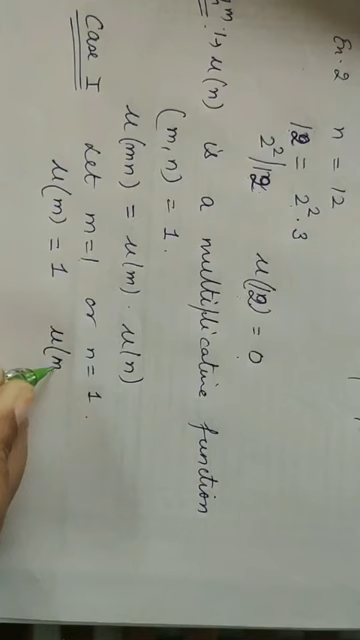 Ex. 2 n = 12
12 = 2². 3
2² | 12 μ(12) = 0
m : 1→ μ(n) is a multiplicative function
(m, n) = 1.
μ(mn) = μ(m) . μ(n)
Case I Let m=1 or n=1.
μ(m) = 1 μ(m